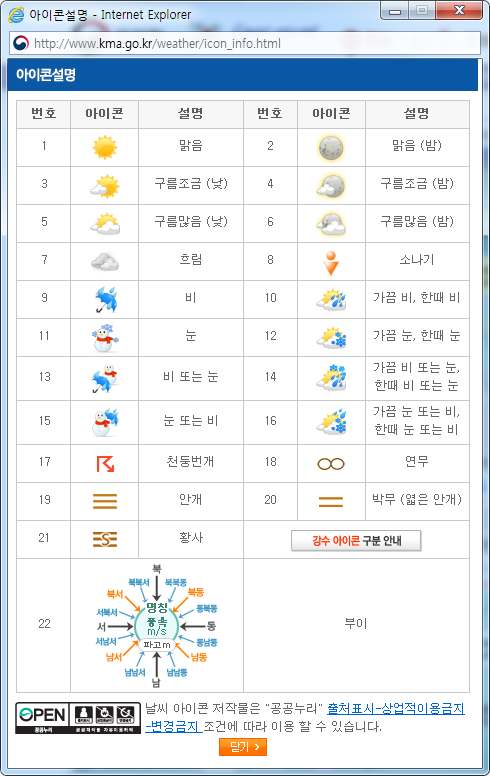 아이콘설명 - Internet Explorer
http://www.kma.go.kr/weather/icon_info.html
아이콘설명
번호 아이콘 설명 번호 아이콘 설명
1 맑음 2 맑음 (밤)
3 구름조금 (낮) 4 구름조금 (밤)
5 구름많음 (낮) 6 구름많음 (밤)
7 흐림 8 소나기
9 비 10 가끔 비, 한때 비
11 눈 12 가끔 눈, 한때 눈
13 비 또는 눈 14 가끔 비 또는 눈,
한때 비 또는 눈
15 눈 또는 비 16 가끔 눈 또는 비,
한때 눈 또는 비
17 천둥번개 18 연무
19 안개 20 박무 (엷은 안개)
21 S 황사 강수 아이콘 구분 안내
북
북북서 북북동
북서 북동
서북서 명칭 동북동
서 풍속 동
m/s
서남서 파고m 동남동
남서 남동
남남서 남남동
남
22 부이
OPEN
공공누리
공공저작물 자유이용허락
날씨 아이콘 저작물은 "공공누리" 출처표시-상업적이용금지
-변경금지 조건에 따라 이용 할 수 있습니다.
닫기